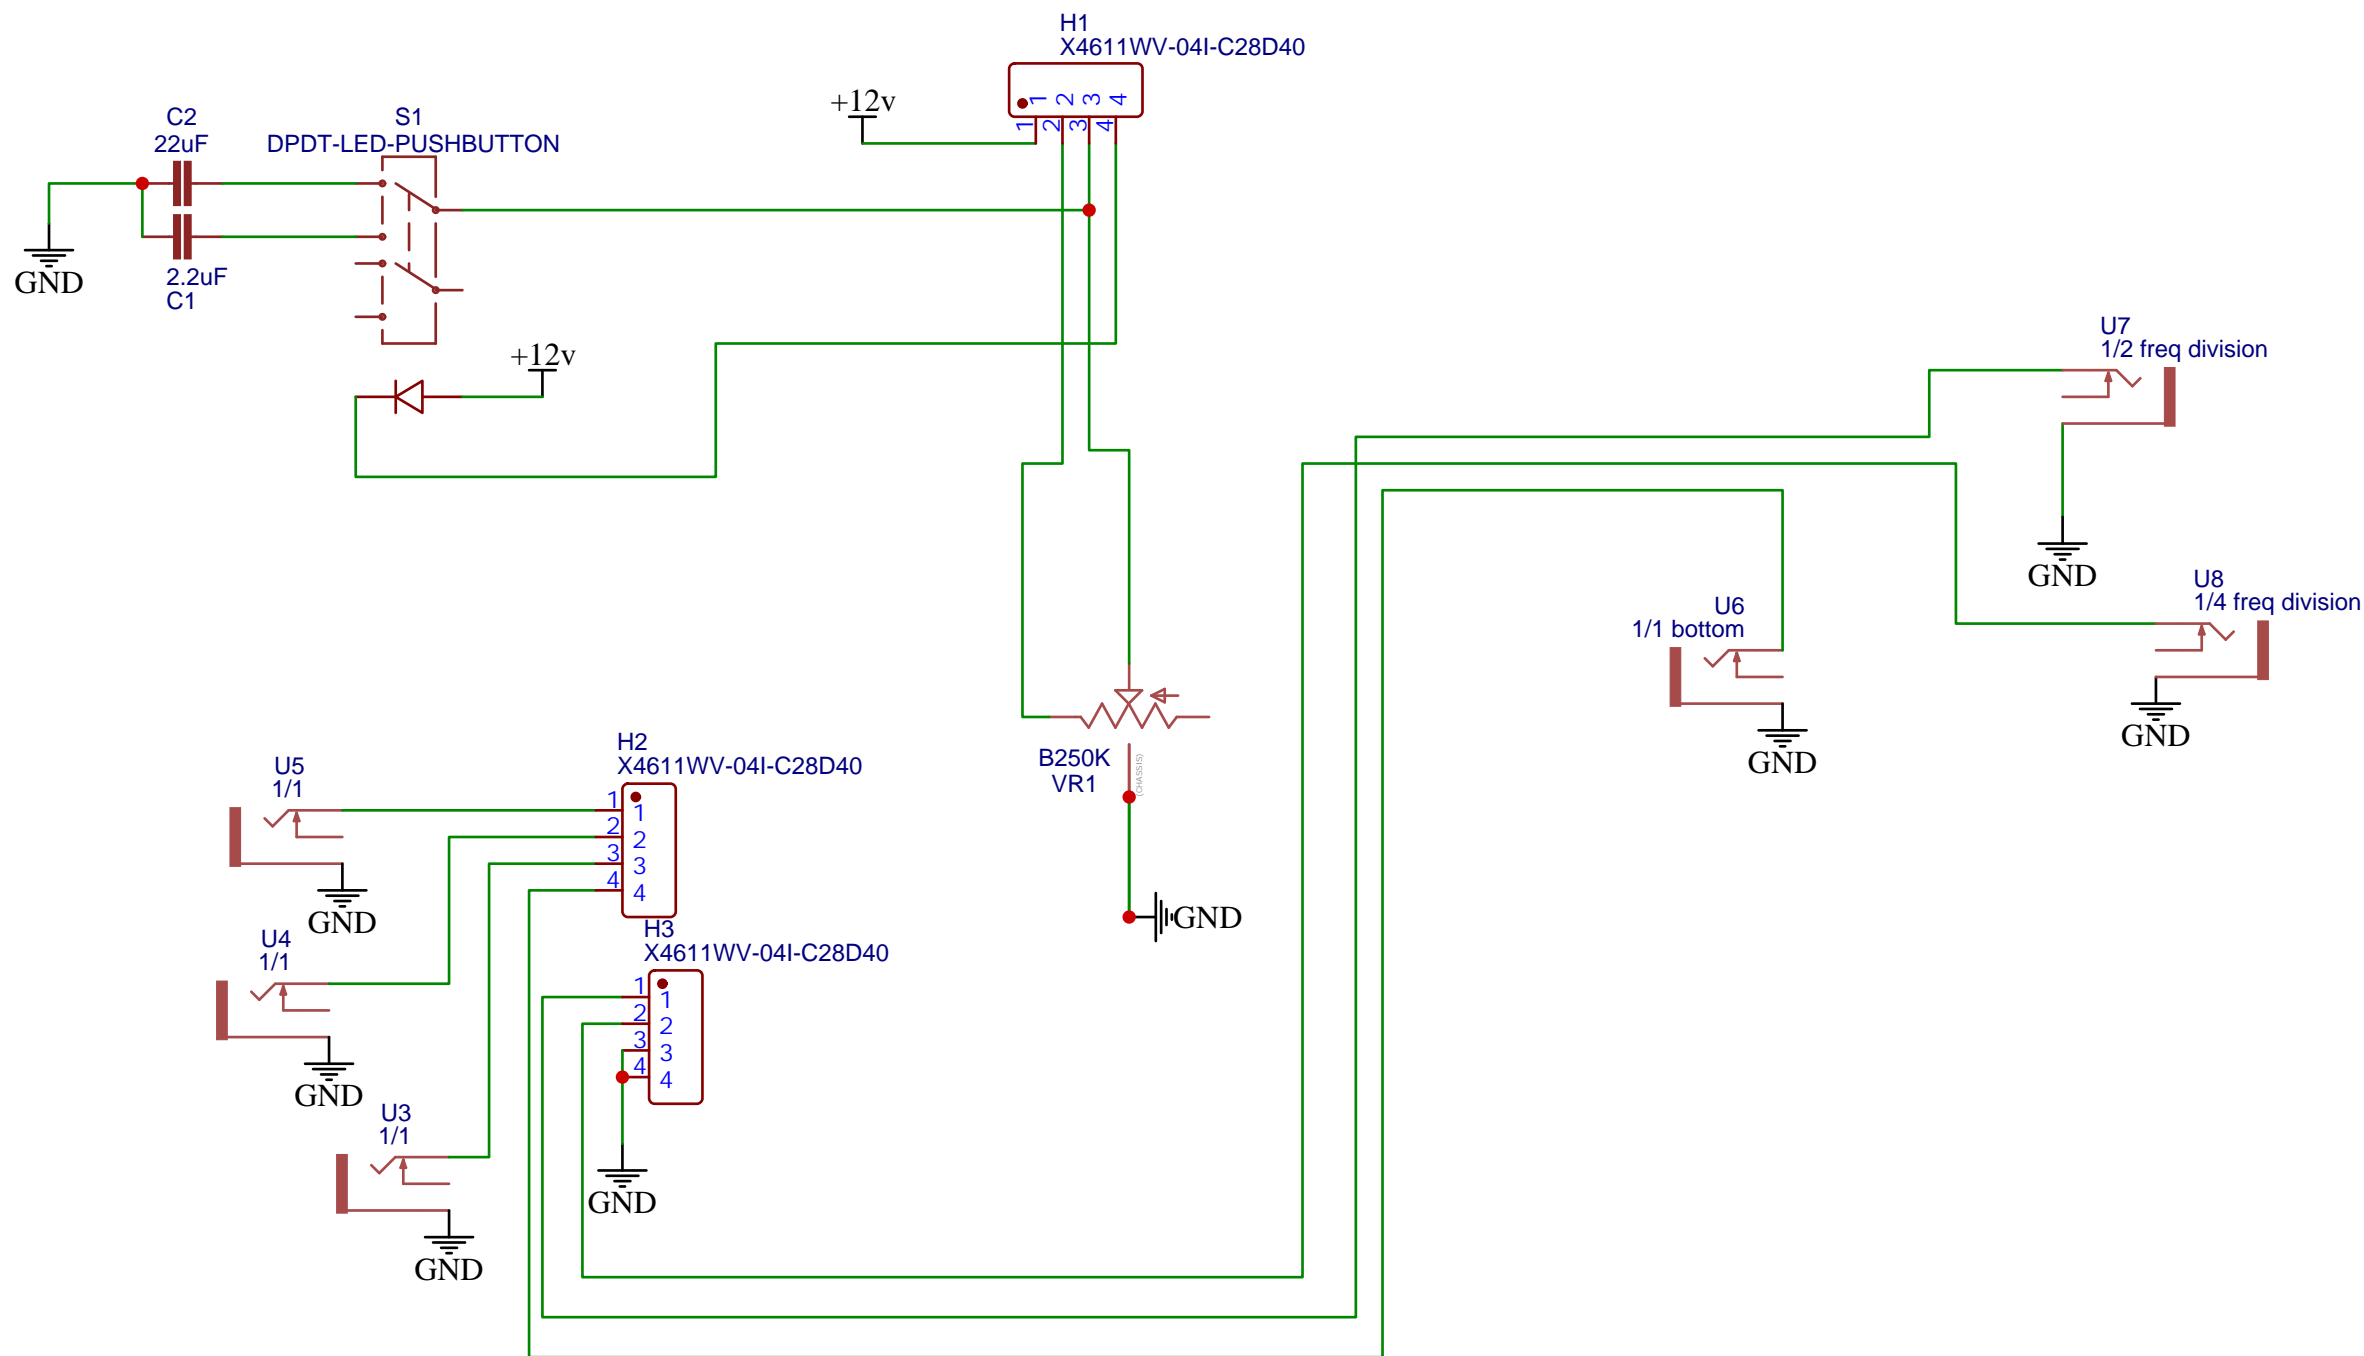 H1
X4611WV-04I-C28D40
1 2 3 4
1 2 3 4
+12v
C2
22uF
S1
DPDT-LED-PUSHBUTTON
GND
2.2uF
C1
+12v
U7
1/2 freq division
GND
U8
1/4 freq division
GND
U6
1/1 bottom
GND
B250K
VR1
(CHASSIS)
GND
H2
X4611WV-04I-C28D40
1 1
2 2
3 3
4 4
U5
1/1
GND
H3
X4611WV-04I-C28D40
1 1
2 2
3 3
4 4
GND
U4
1/1
GND
U3
1/1
GND